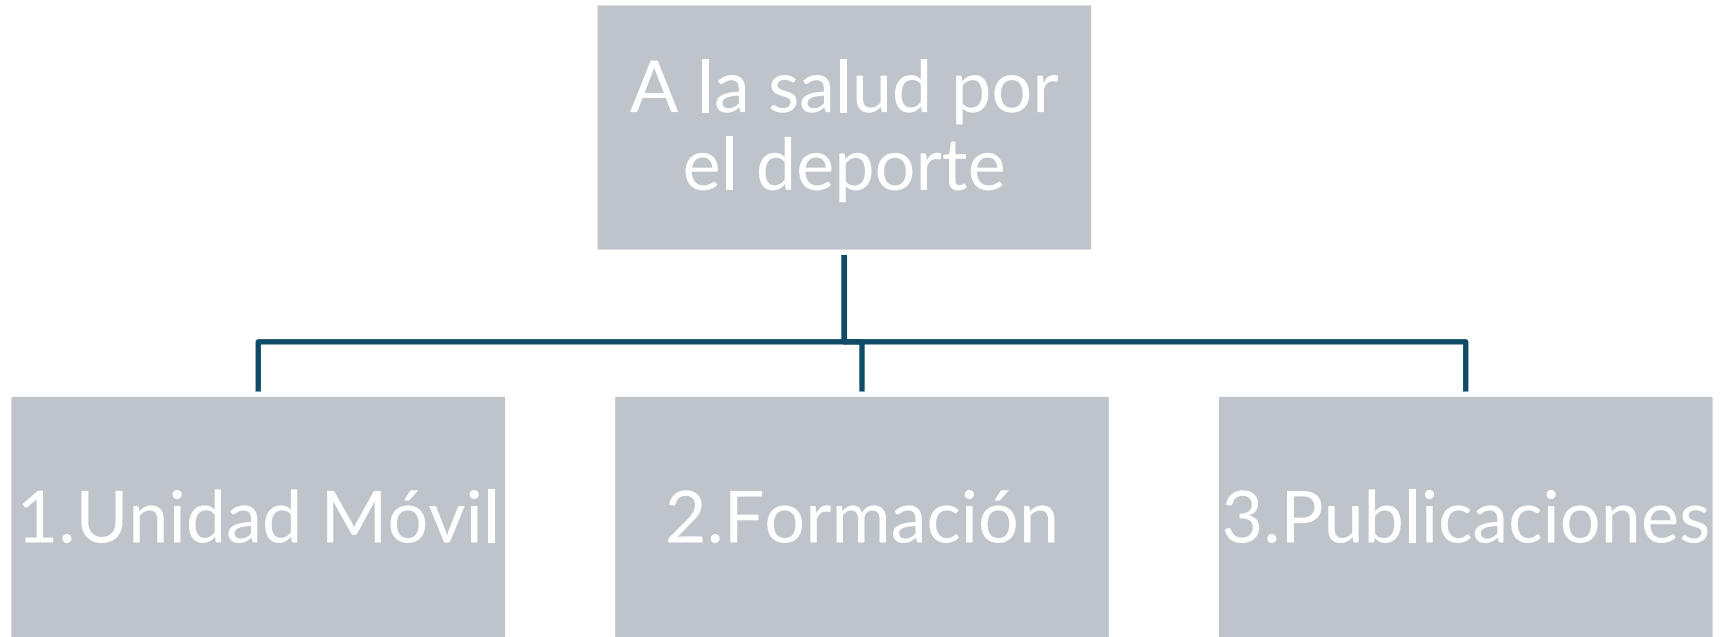 A la salud por
el deporte
1.Unidad Móvil
2.Formación
3.Publicaciones